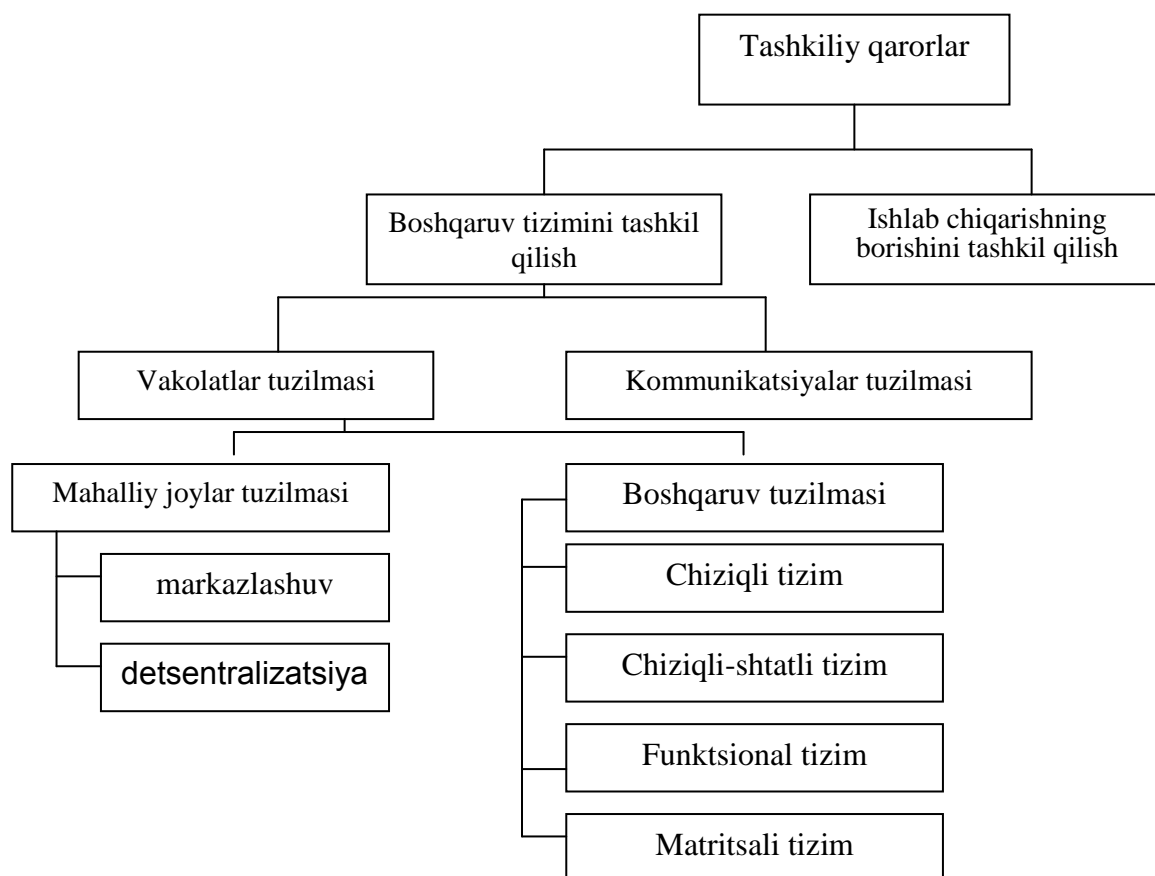 Tashkiliy qarorlar
Boshqaruv tizimini tashkil
qilish
Ishlab chiqarishning
borishini tashkil qilish
Vakolatlar tuzilmasi
Kommunikatsiyalar tuzilmasi
Mahalliy joylar tuzilmasi
markazlashuv
detsentralizatsiya
Boshqaruv tuzilmasi
Chiziqli tizim
Chiziqli-shtatli tizim
Funktsional tizim
Matritsali tizim